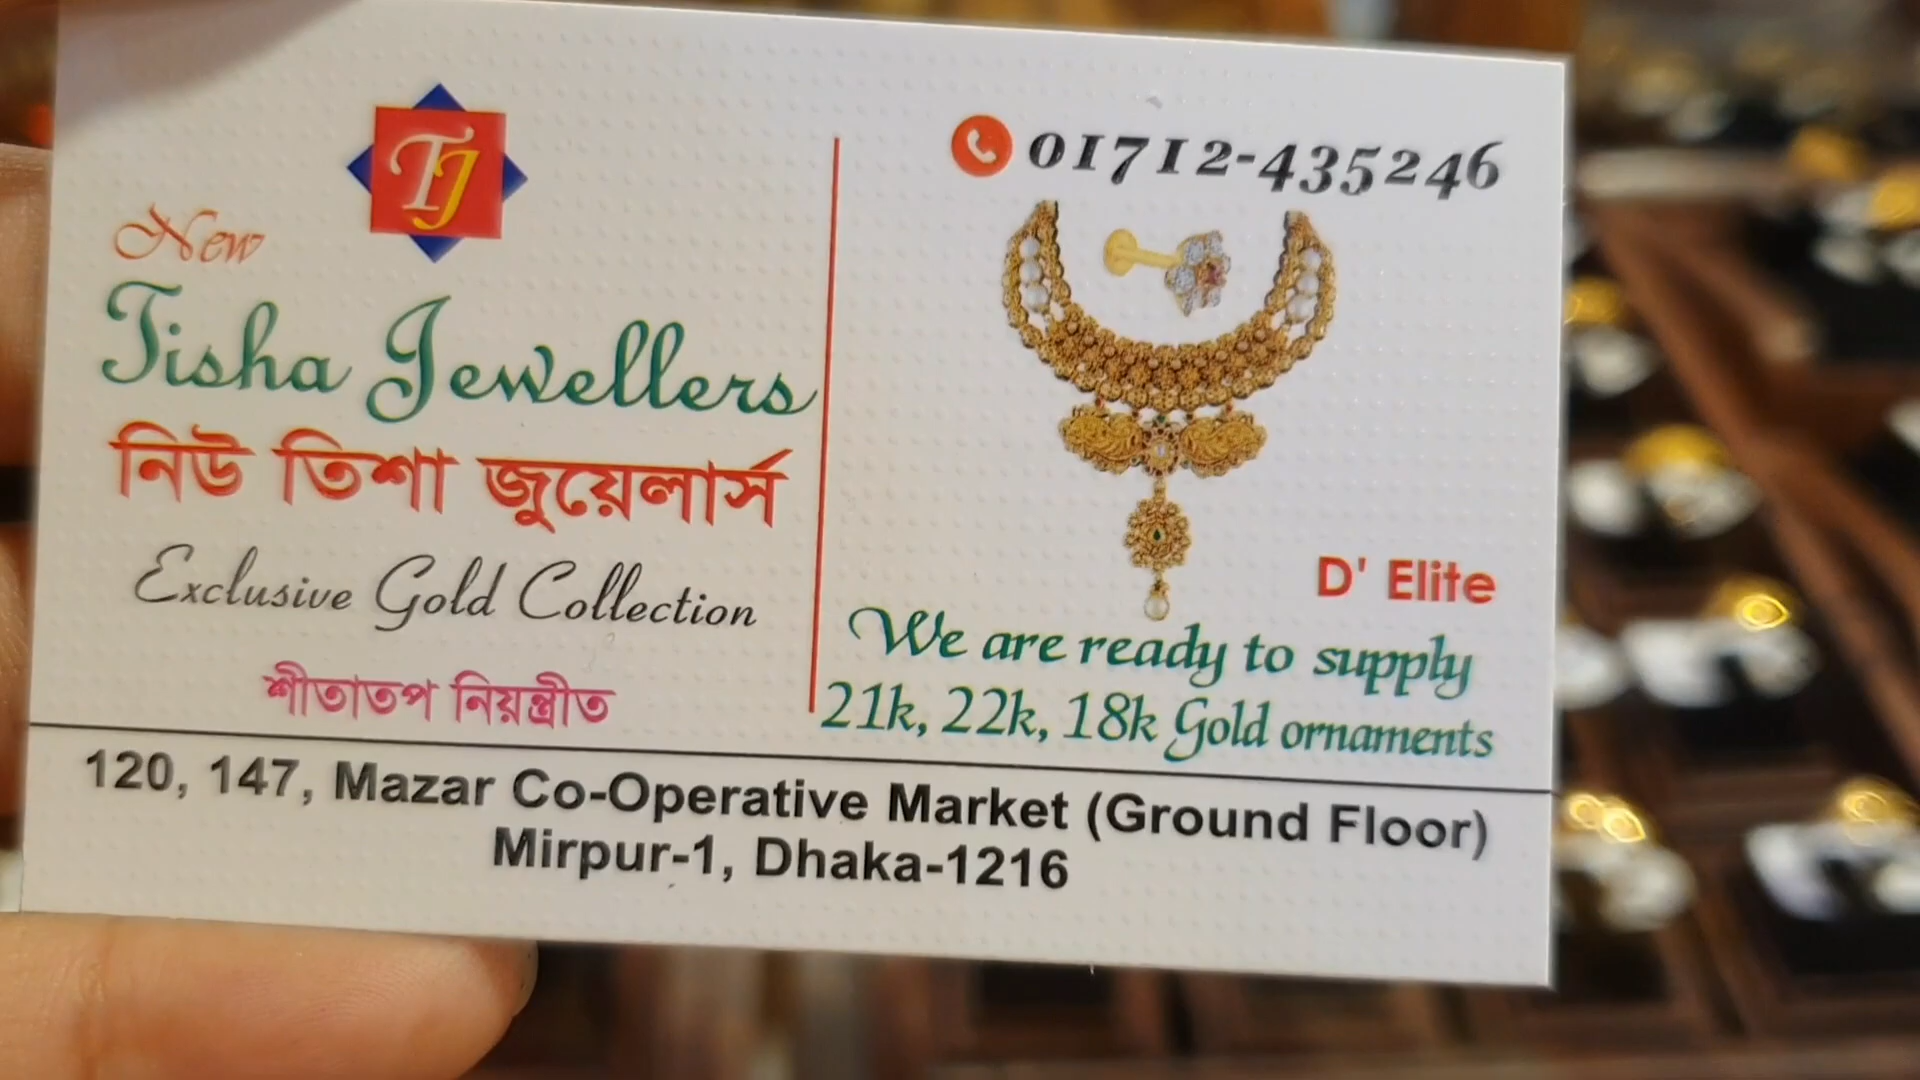 TJ
New
Tisha Jewellers
নিউ তিশা জুয়েলার্স
Exclusive Gold Collection
শীতাতপ নিয়ন্ত্রীত
01712-435246
D' Elite
We are ready to supply
21k, 22k, 18k Gold ornaments
120, 147, Mazar Co-Operative Market (Ground Floor)
Mirpur-1, Dhaka-1216